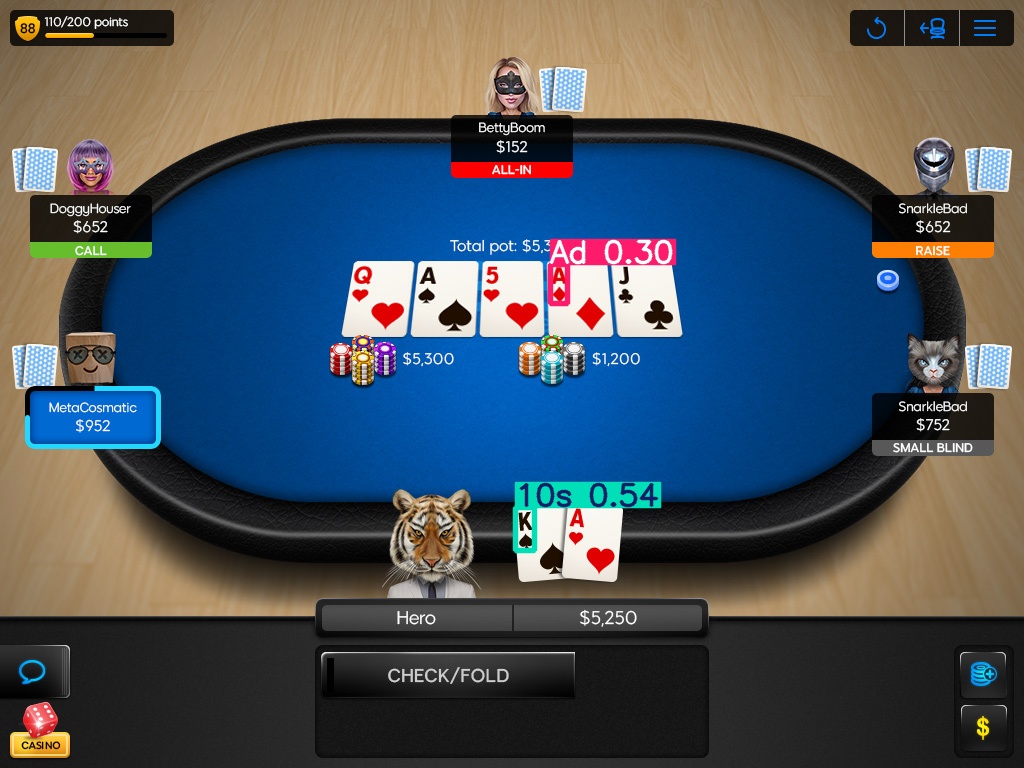 88 110/200 points
BettyBoom
$152
ALL-IN
DoggyHouser
$652
CALL
SnarkleBad
$652
RAISE
Total pot: $5,3
Ad 0.30
Q A 5 A J
$5,300 $1,200
MetaCosmatic
$952
SnarkleBad
$752
SMALL BLIND
10s 0.54
K A
Hero $5,250
CHECK/FOLD
$
CASINO